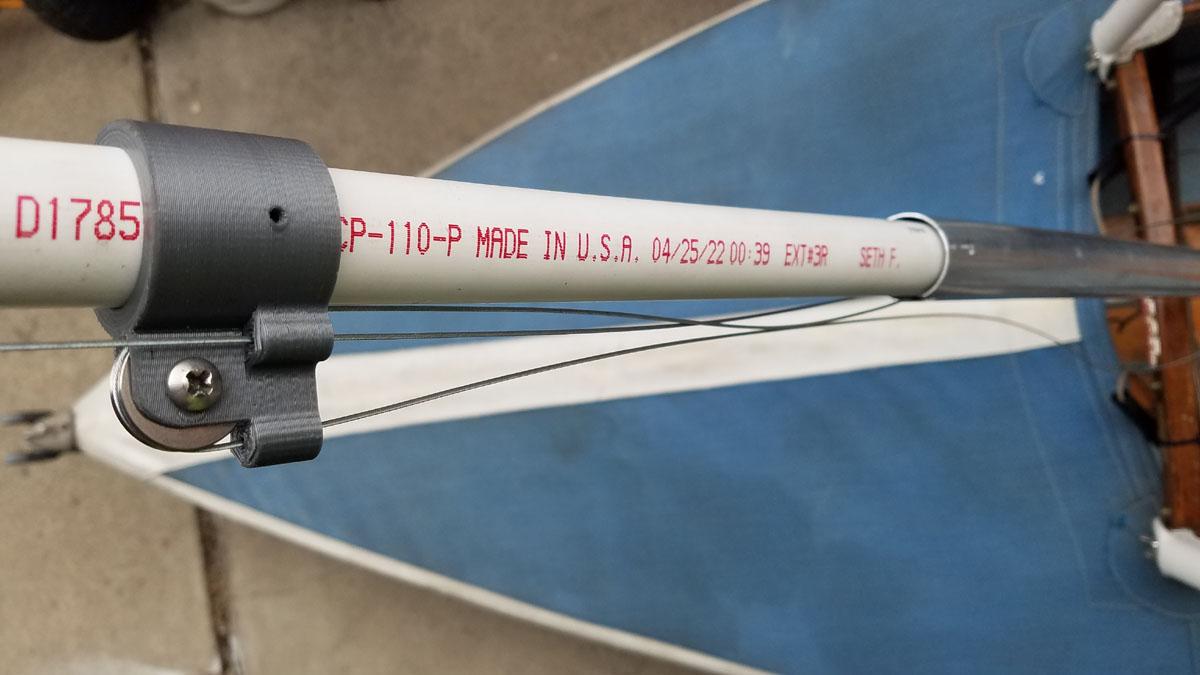 D1785 CP-110-P MADE IN U.S.A. 04/25/22 00:39 EXT#3R SETH F.